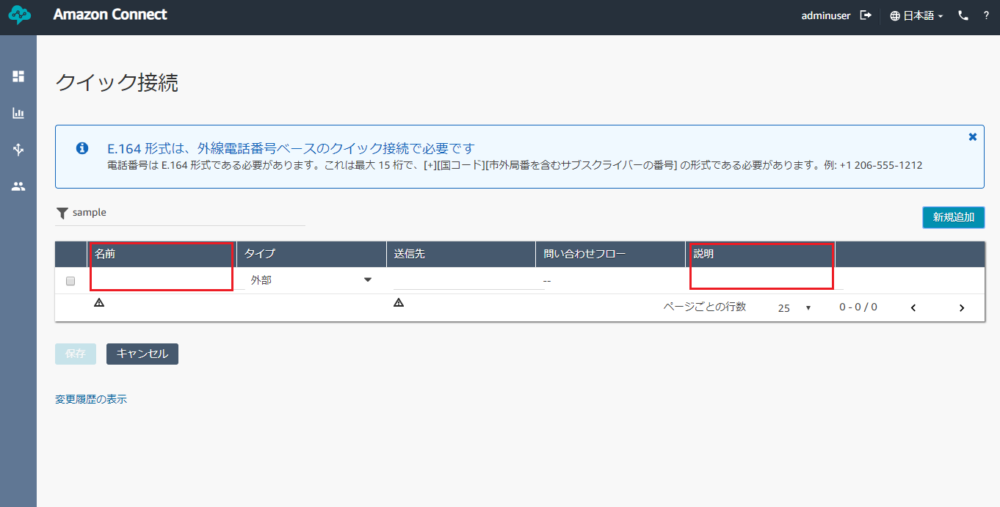 Amazon Connect
adminuser 日本語 ?
クイック接続
E.164 形式は、外線電話番号ベースのクイック接続で必要です
電話番号は E.164 形式である必要があります。これは最大 15 桁で、[+][国コード][市外局番を含むサブスクライバーの番号] の形式である必要があります。例: +1 206-555-1212
sample
新規追加
名前 タイプ 送信先 問い合わせフロー 説明
外部 --
ページごとの行数 25 0 - 0 / 0
保存 キャンセル
変更履歴の表示